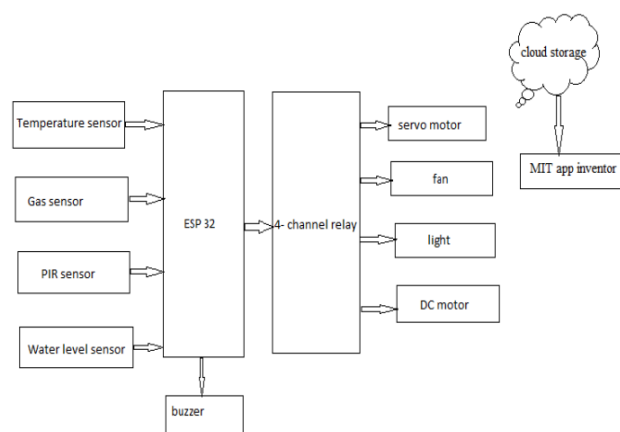 cloud storage
MIT app inventor
Temperature sensor
Gas sensor
PIR sensor
Water level sensor
ESP 32
4- channel relay
servo motor
fan
light
DC motor
buzzer